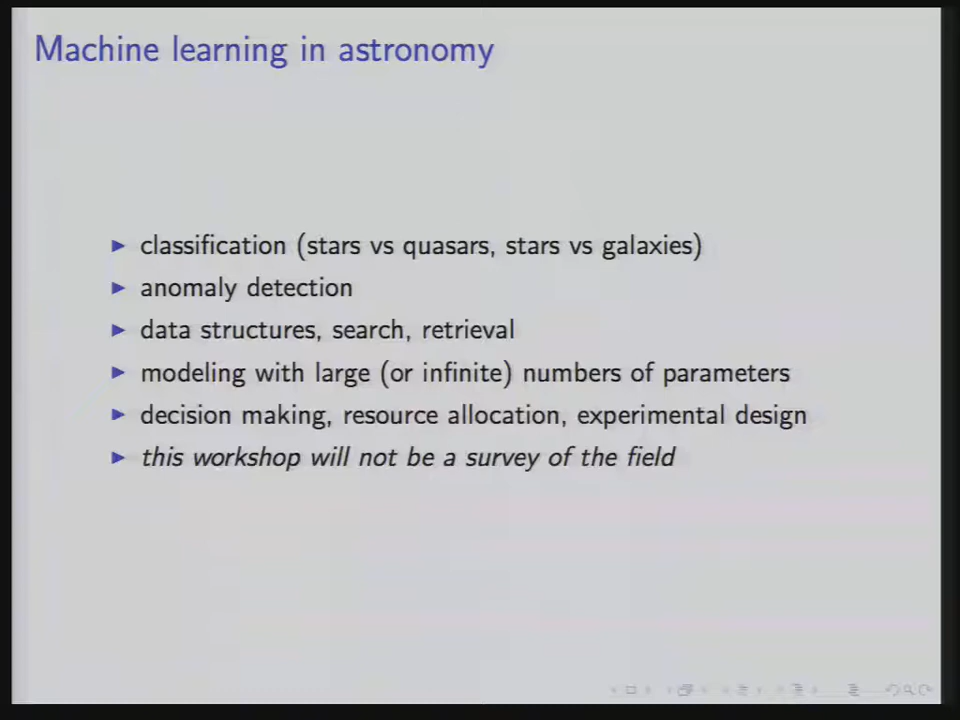 Machine learning in astronomy
classification (stars vs quasars, stars vs galaxies)
anomaly detection
data structures, search, retrieval
modeling with large (or infinite) numbers of parameters
decision making, resource allocation, experimental design
this workshop will not be a survey of the field